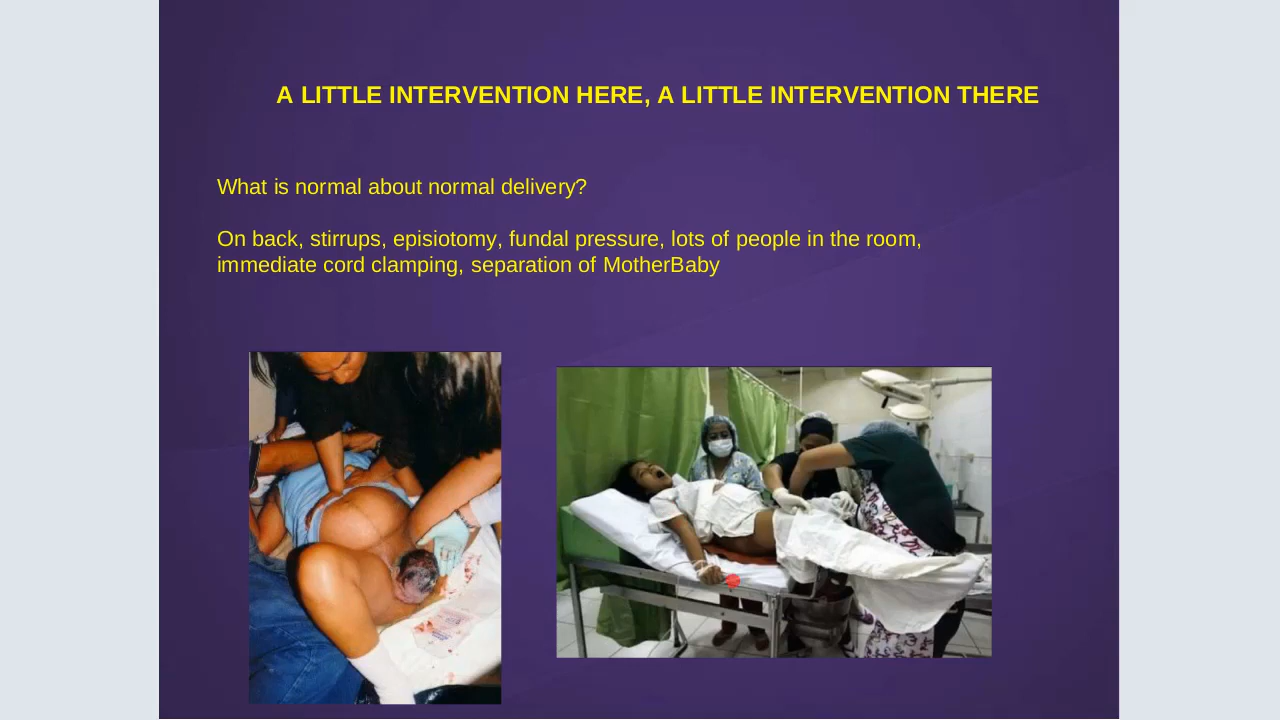 A LITTLE INTERVENTION HERE, A LITTLE INTERVENTION THERE
What is normal about normal delivery?
On back, stirrups, episiotomy, fundal pressure, lots of people in the room,
immediate cord clamping, separation of MotherBaby